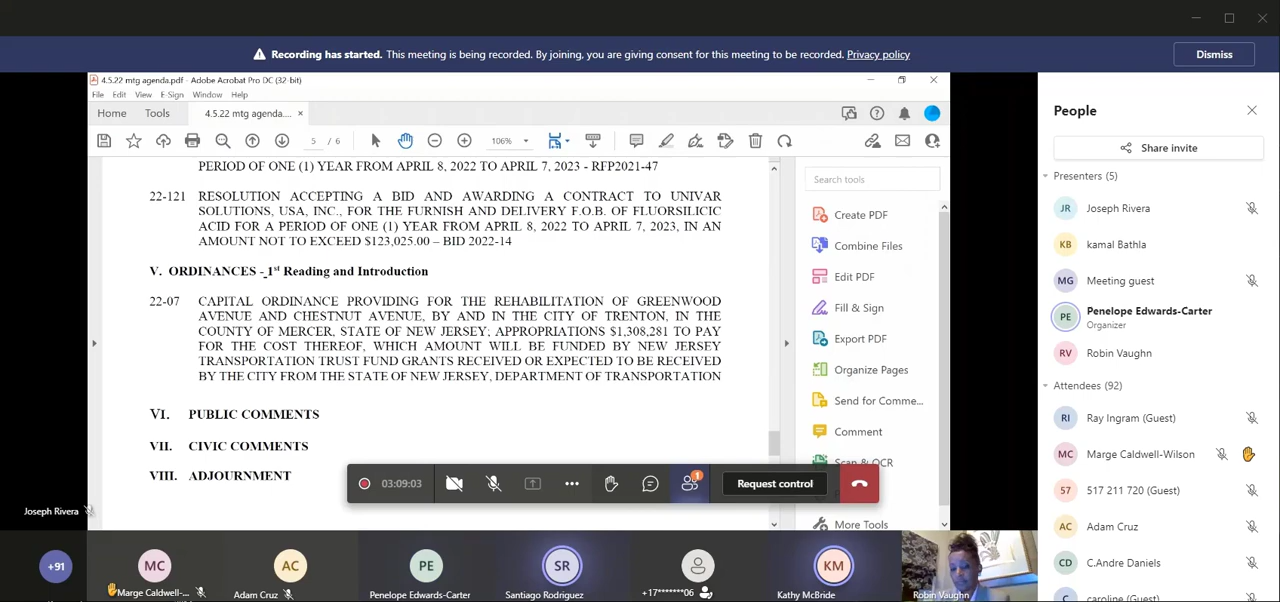 Recording has started. This meeting is being recorded. By joining, you are giving consent for this meeting to be recorded. Privacy policy
Dismiss
4.5.22 mtg agenda.pdf - Adobe Acrobat Pro DC (32-bit)
File Edit View E-Sign Window Help
Home Tools 4.5.22 mtg agenda.... ×
5 / 6 106%
PERIOD OF ONE (1) YEAR FROM APRIL 8, 2022 TO APRIL 7, 2023 - RFP2021-47
22-121 RESOLUTION ACCEPTING A BID AND AWARDING A CONTRACT TO UNIVAR
SOLUTIONS, USA, INC., FOR THE FURNISH AND DELIVERY F.O.B. OF FLUORSILICIC
ACID FOR A PERIOD OF ONE (1) YEAR FROM APRIL 8, 2022 TO APRIL 7, 2023, IN AN
AMOUNT NOT TO EXCEED $123,025.00 – BID 2022-14
V. ORDINANCES - 1st Reading and Introduction
22-07 CAPITAL ORDINANCE PROVIDING FOR THE REHABILITATION OF GREENWOOD
AVENUE AND CHESTNUT AVENUE, BY AND IN THE CITY OF TRENTON, IN THE
COUNTY OF MERCER, STATE OF NEW JERSEY; APPROPRIATIONS $1,308,281 TO PAY
FOR THE COST THEREOF, WHICH AMOUNT WILL BE FUNDED BY NEW JERSEY
TRANSPORTATION TRUST FUND GRANTS RECEIVED OR EXPECTED TO BE RECEIVED
BY THE CITY FROM THE STATE OF NEW JERSEY, DEPARTMENT OF TRANSPORTATION
VI. PUBLIC COMMENTS
VII. CIVIC COMMENTS
VIII. ADJOURNMENT
Search tools
Create PDF
Combine Files
Edit PDF
Fill & Sign
Export PDF
Organize Pages
Send for Comme...
Comment
Scan & OCR
More Tools
03:09:03
1
Request control
Joseph Rivera
People
Share invite
Presenters (5)
JR Joseph Rivera
KB kamal Bathla
MG Meeting guest
PE Penelope Edwards-Carter
Organizer
RV Robin Vaughn
Attendees (92)
RI Ray Ingram (Guest)
MC Marge Caldwell-Wilson
57 517 211 720 (Guest)
AC Adam Cruz
CD C.Andre Daniels
caroline (Guest)
+91
MC
Marge Caldwell-...
AC
Adam Cruz
PE
Penelope Edwards-Carter
SR
Santiago Rodriguez
+17*******06
KM
Kathy McBride
Robin Vaughn